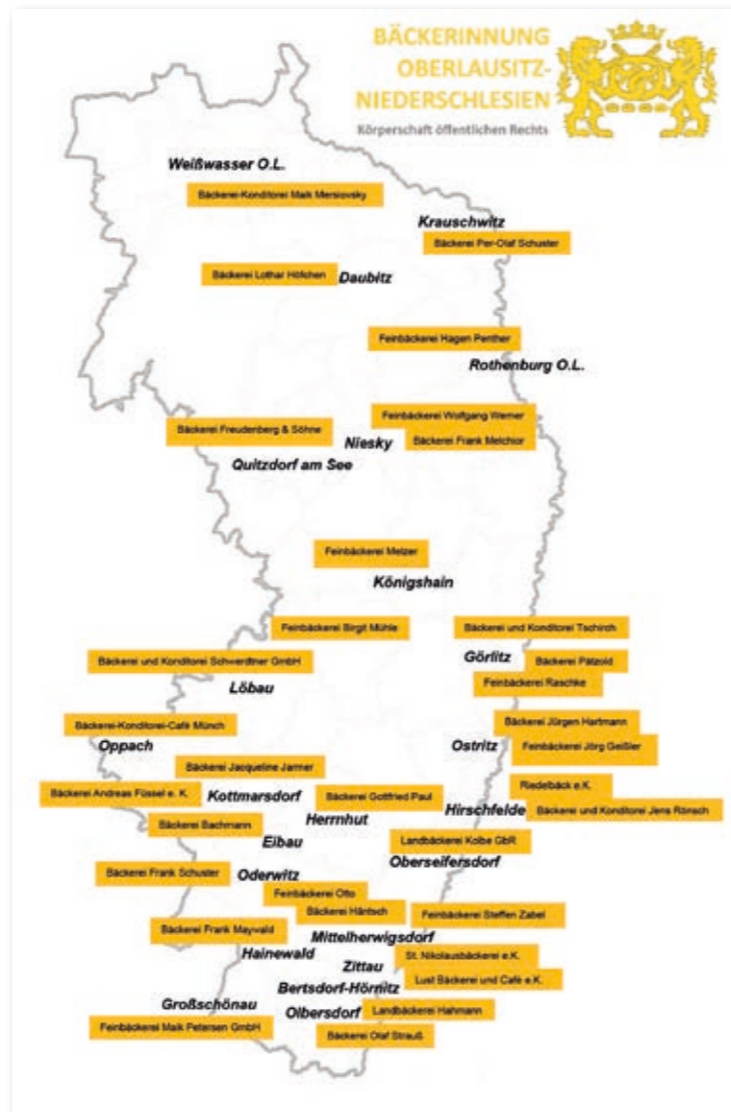 BÄCKERINNUNG
OBERLAUSITZ-
NIEDERSCHLESIEN
Körperschaft öffentlichen Rechts
Weißwasser O.L.
Bäckerei-Konditorei Maik Mersiovsky
Krauschwitz
Bäckerei Per-Olaf Schuster
Bäckerei Lothar Höfchen
Daubitz
Feinbäckerei Hagen Penther
Rothenburg O.L.
Feinbäckerei Wolfgang Werner
Bäckerei Freudenberg & Söhne
Niesky
Bäckerei Frank Melchior
Quitzdorf am See
Feinbäckerei Melzer
Königshain
Feinbäckerei Birgit Mühle
Bäckerei und Konditorei Tschirch
Bäckerei und Konditorei Schwerdtner GmbH
Görlitz
Bäckerei Pätzold
Löbau
Feinbäckerei Raschke
Bäckerei-Konditorei-Café Münch
Bäckerei Jürgen Hartmann
Oppach
Ostritz
Feinbäckerei Jörg Geißler
Bäckerei Jacqueline Jarmer
Riedelbäck e.K.
Bäckerei Andreas Füssel e. K.
Kottmarsdorf
Bäckerei Gottfried Paul
Hirschfelde
Bäckerei und Konditorei Jens Rönsch
Herrnhut
Bäckerei Bachmann
Eibau
Landbäckerei Kolbe GbR
Oberseifersdorf
Bäckerei Frank Schuster
Oderwitz
Feinbäckerei Otto
Bäckerei Häntsch
Feinbäckerei Steffen Zabel
Bäckerei Frank Maywald
Mittelherwigsdorf
Hainewald
St. Nikolausbäckerei e.K.
Zittau
Lust Bäckerei und Café e.K.
Bertsdorf-Hörnitz
Großschönau
Olbersdorf
Landbäckerei Hahmann
Feinbäckerei Maik Petersen GmbH
Bäckerei Olaf Strauß